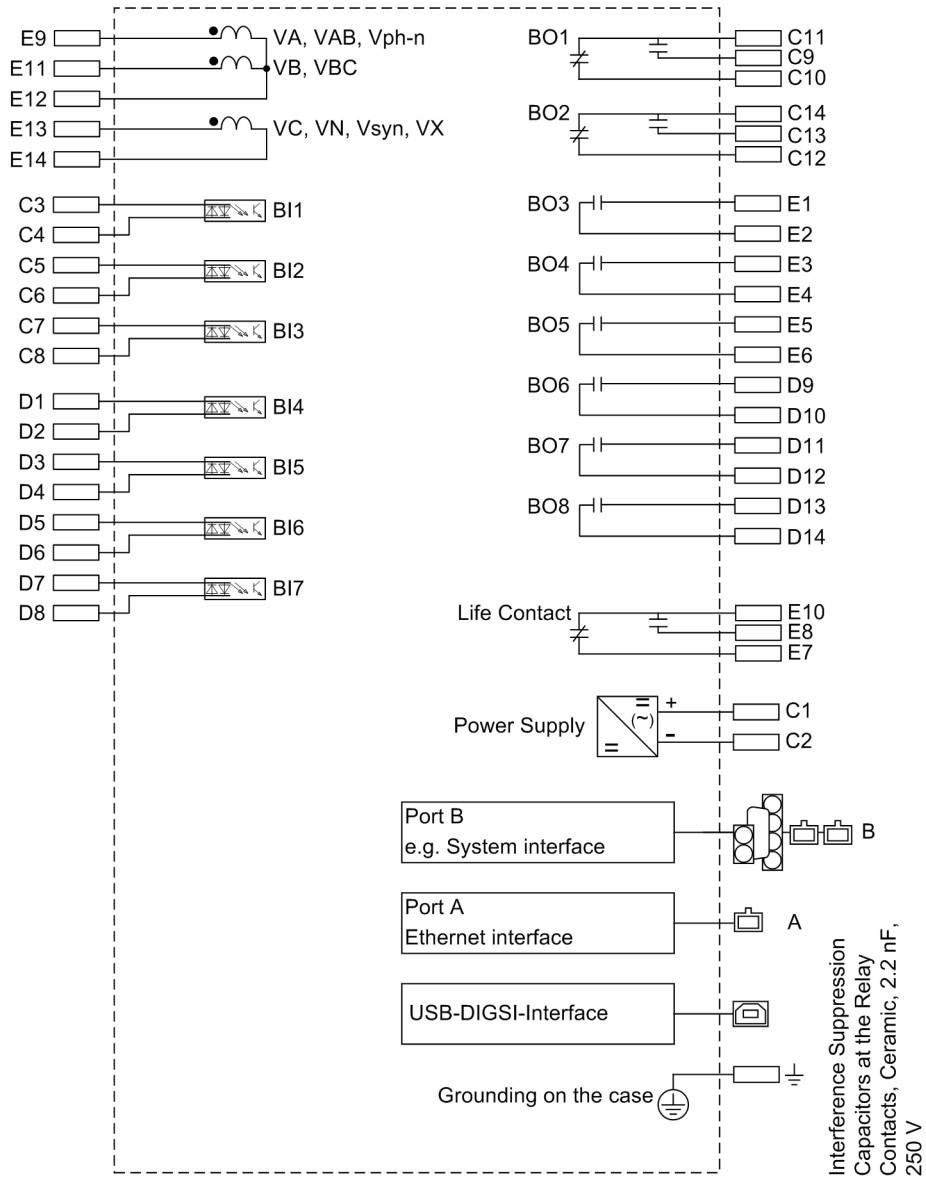 E9
VA, VAB, Vph-n
E11
VB, VBC
E12
E13
VC, VN, Vsyn, VX
E14
C3
BI1
C4
C5
BI2
C6
C7
BI3
C8
D1
BI4
D2
D3
BI5
D4
D5
BI6
D6
D7
BI7
D8
BO1
C11
C9
C10
BO2
C14
C13
C12
BO3
E1
E2
BO4
E3
E4
BO5
E5
E6
BO6
D9
D10
BO7
D11
D12
BO8
D13
D14
Life Contact
E10
E8
E7
Power Supply
=
(~)
=
+
-
C1
C2
Port B
e.g. System interface
B
Port A
Ethernet interface
A
USB-DIGSI-Interface
Grounding on the case
Interference Suppression
Capacitors at the Relay
Contacts, Ceramic, 2.2 nF,
250 V